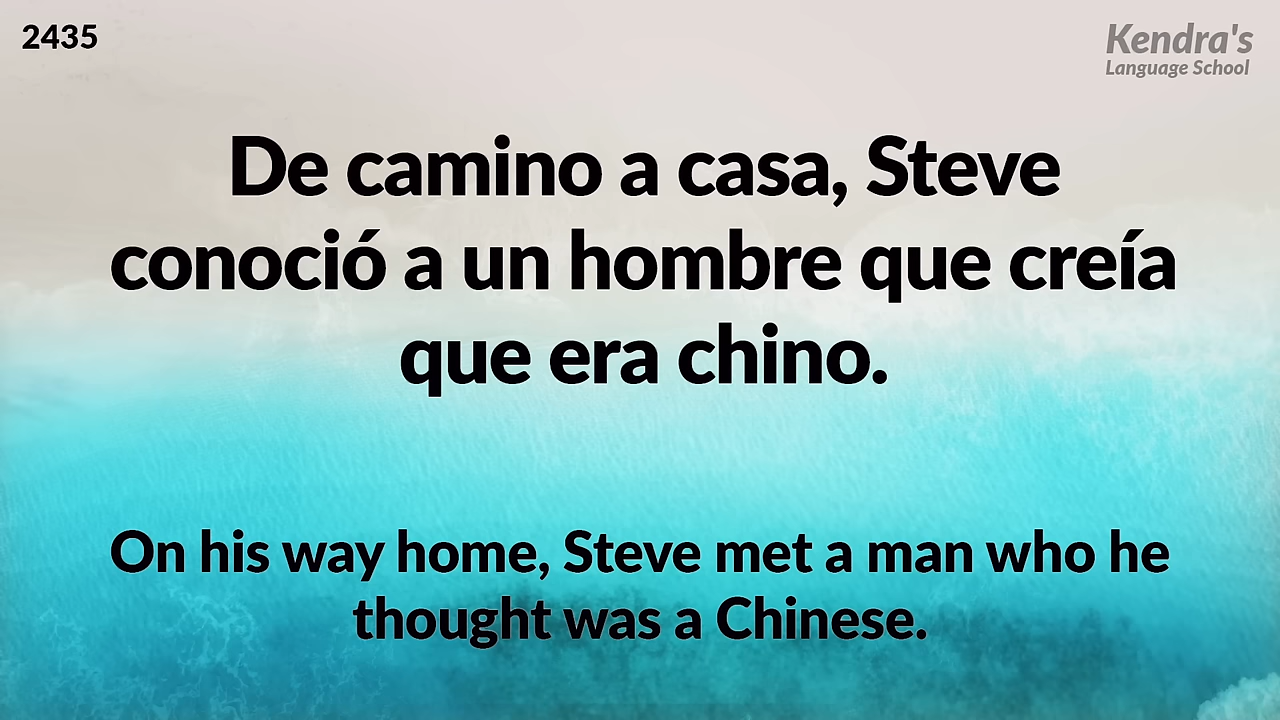 2435
Kendra's
Language School
De camino a casa, Steve
conoció a un hombre que creía
que era chino.
On his way home, Steve met a man who he
thought was a Chinese.